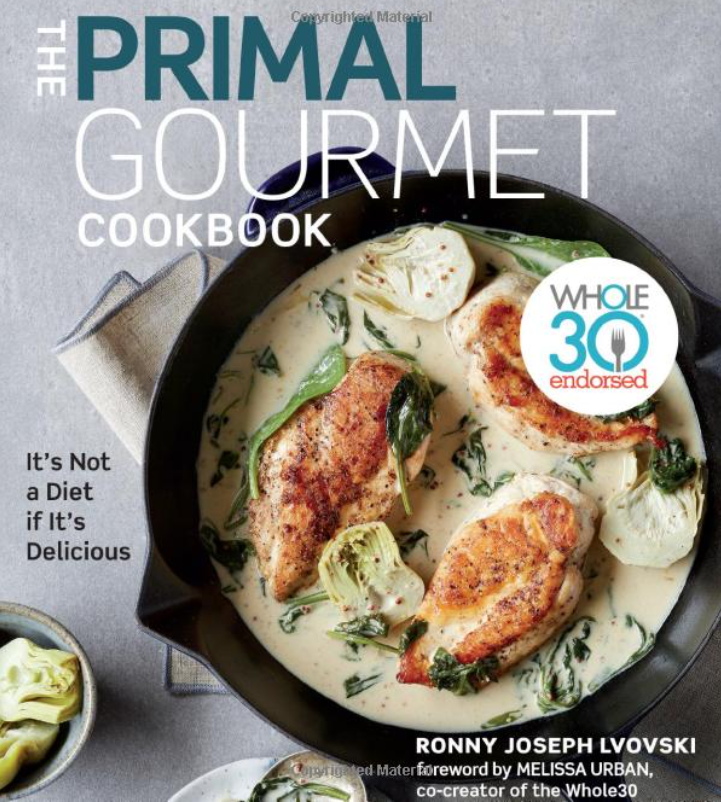 Copyrighted Material
THE PRIMAL
GOURMET
COOKBOOK
WHOLE
30
endorsed
It's Not
a Diet
if It's
Delicious
RONNY JOSEPH LVOVSKI
foreword by MELISSA URBAN,
Copyrighted Material
co-creator of the Whole30